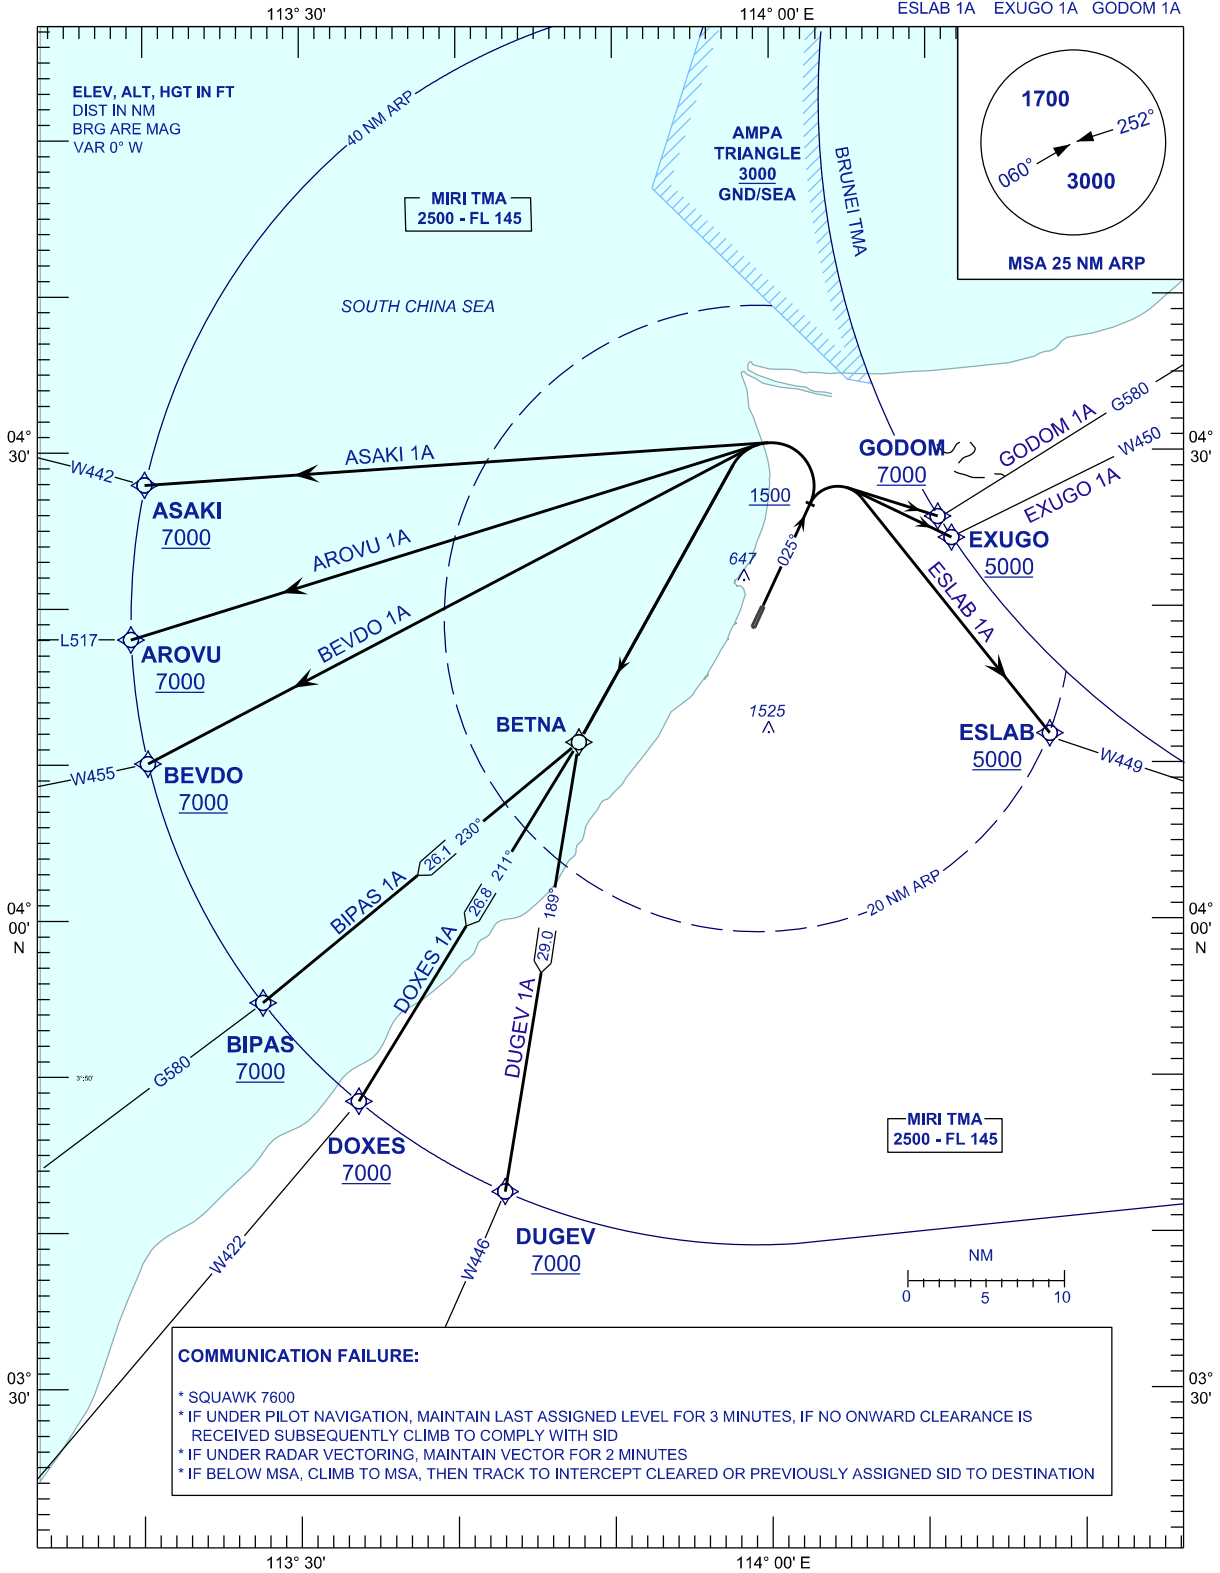 113° 30'
114° 00' E
ESLAB 1A EXUGO 1A GODOM 1A
ELEV, ALT, HGT IN FT
DIST IN NM
BRG ARE MAG
VAR 0° W
40 NM ARP
MIRI TMA
2500 - FL 145
AMPA
TRIANGLE
3000
GND/SEA
BRUNEI TMA
1700
252°
060°
3000
MSA 25 NM ARP
SOUTH CHINA SEA
04°
30'
W442
ASAKI 1A
ASAKI
7000
GODOM
7000
GODOM 1A
G580
W450
EXUGO 1A
04°
30'
1500
025°
647
EXUGO
5000
AROVU 1A
ESLAB 1A
BEVDO 1A
L517
AROVU
7000
BETNA
1525
ESLAB
5000
W449
W455
BEVDO
7000
26.1 230°
26.8 211°
29.0 189°
BIPAS 1A
DOXES 1A
DUGEV 1A
20 NM ARP
04°
00'
N
04°
00'
N
BIPAS
7000
G580
3°:50'
DOXES
7000
MIRI TMA
2500 - FL 145
W422
W446
DUGEV
7000
NM
0 5 10
COMMUNICATION FAILURE:
* SQUAWK 7600
* IF UNDER PILOT NAVIGATION, MAINTAIN LAST ASSIGNED LEVEL FOR 3 MINUTES, IF NO ONWARD CLEARANCE IS
RECEIVED SUBSEQUENTLY CLIMB TO COMPLY WITH SID
* IF UNDER RADAR VECTORING, MAINTAIN VECTOR FOR 2 MINUTES
* IF BELOW MSA, CLIMB TO MSA, THEN TRACK TO INTERCEPT CLEARED OR PREVIOUSLY ASSIGNED SID TO DESTINATION
03°
30'
03°
30'
113° 30'
114° 00' E